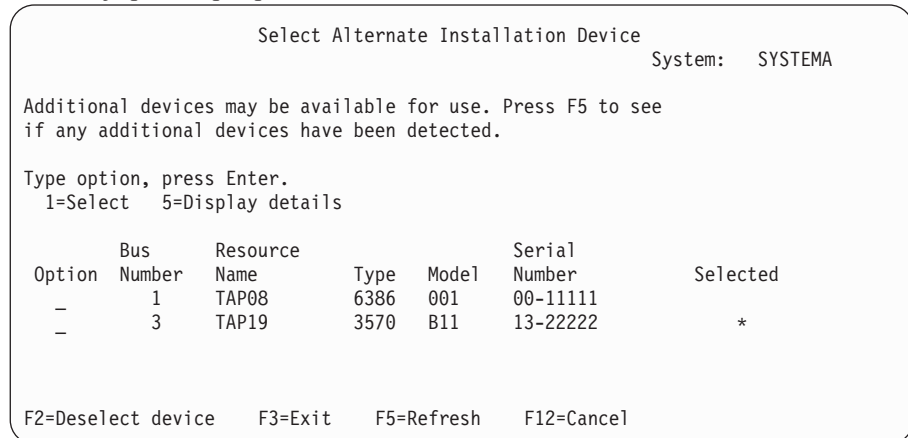 Select Alternate Installation Device
System: SYSTEMA
Additional devices may be available for use. Press F5 to see
if any additional devices have been detected.
Type option, press Enter.
1=Select 5=Display details
Bus Resource Serial
Option Number Name Type Model Number Selected
_ 1 TAP08 6386 001 00-11111
_ 3 TAP19 3570 B11 13-22222 *
F2=Deselect device F3=Exit F5=Refresh F12=Cancel